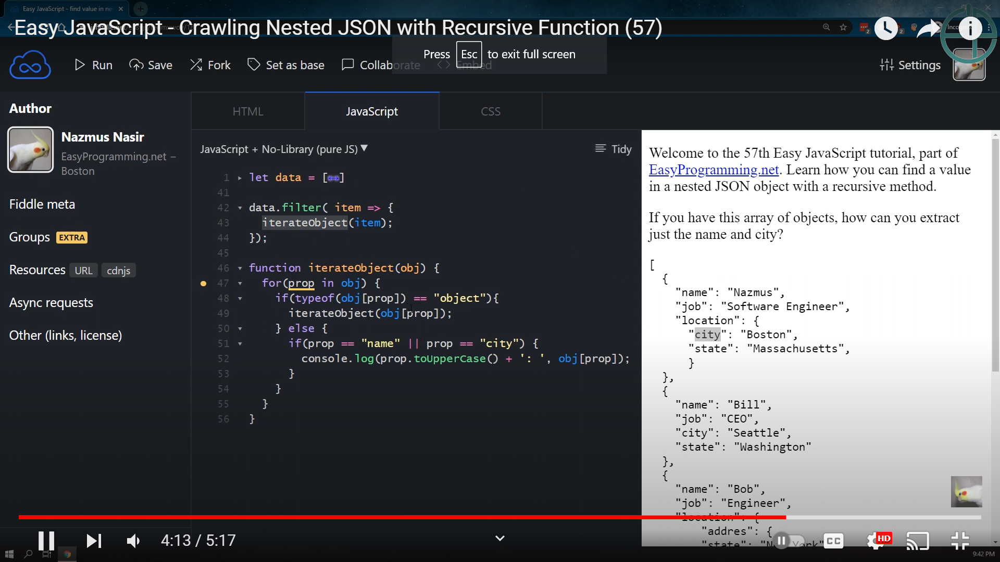 Easy JavaScript - find value in ne
Easy JavaScript - Crawling Nested JSON with Recursive Function (57)
Press Esc to exit full screen
Run
Save
Fork
Set as base
Collaborate
Embed
Settings
Author
Nazmus Nasir
EasyProgramming.net –
Boston
Fiddle meta
Groups EXTRA
Resources URL cdnjs
Async requests
Other (links, license)
HTML
JavaScript
CSS
JavaScript + No-Library (pure JS) ▼
Tidy
1 let data = [↔]
41
42 data.filter( item => {
43 iterateObject(item);
44 });
45
46 function iterateObject(obj) {
47 for(prop in obj) {
48 if(typeof(obj[prop]) == "object"){
49 iterateObject(obj[prop]);
50 } else {
51 if(prop == "name" || prop == "city") {
52 console.log(prop.toUpperCase() + ': ', obj[prop]);
53 }
54 }
55 }
56 }
Welcome to the 57th Easy JavaScript tutorial, part of
EasyProgramming.net. Learn how you can find a value
in a nested JSON object with a recursive method.
If you have this array of objects, how can you extract
just the name and city?
[
{
"name": "Nazmus",
"job": "Software Engineer",
"location": {
"city": "Boston",
"state": "Massachusetts",
}
},
{
"name": "Bill",
"job": "CEO",
"city": "Seattle",
"state": "Washington"
},
{
"name": "Bob",
"job": "Engineer",
"location": {
"addres": {
"state":
4:13 / 5:17
CC
HD
9:42 PM